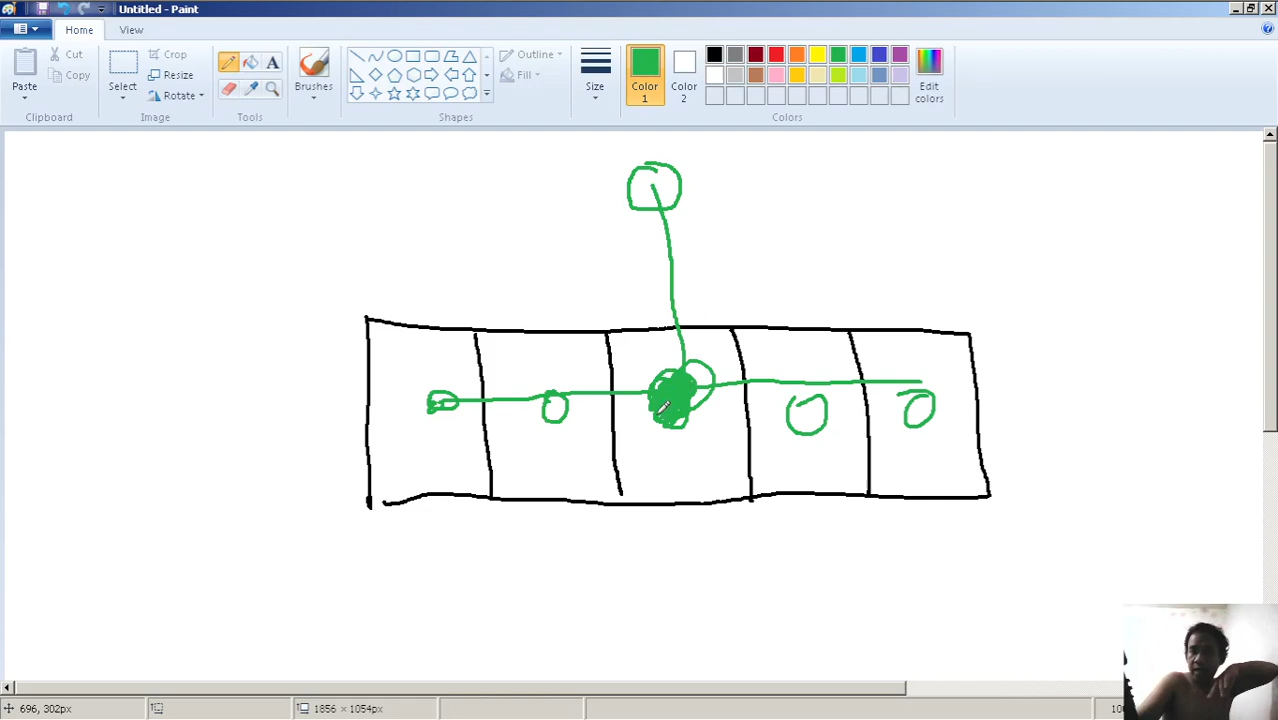 Untitled - Paint
Home
View
Paste
Cut
Copy
Clipboard
Select
Crop
Resize
Rotate
Image
A
Tools
Brushes
Outline
Fill
Shapes
Size
Color 1
Color 2
Edit colors
Colors
696, 302px
1856 × 1054px